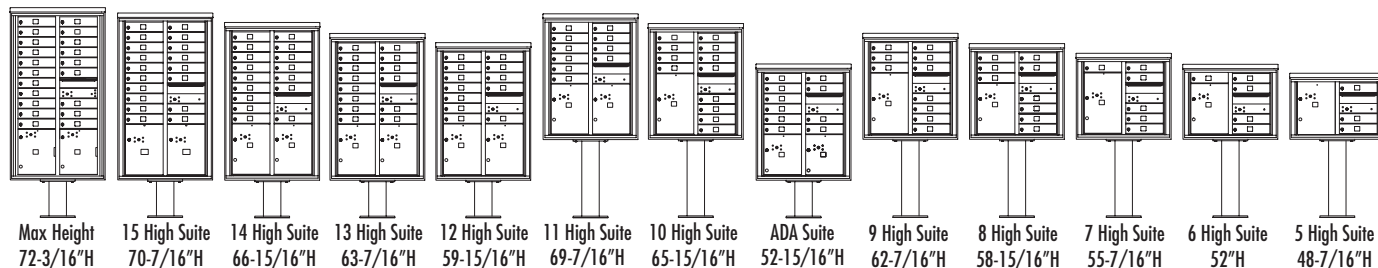 Max Height
72-3/16"H
15 High Suite
70-7/16"H
14 High Suite
66-15/16"H
13 High Suite
63-7/16"H
12 High Suite
59-15/16"H
11 High Suite
69-7/16"H
10 High Suite
65-15/16"H
ADA Suite
52-15/16"H
9 High Suite
62-7/16"H
8 High Suite
58-15/16"H
7 High Suite
55-7/16"H
6 High Suite
52"H
5 High Suite
48-7/16"H